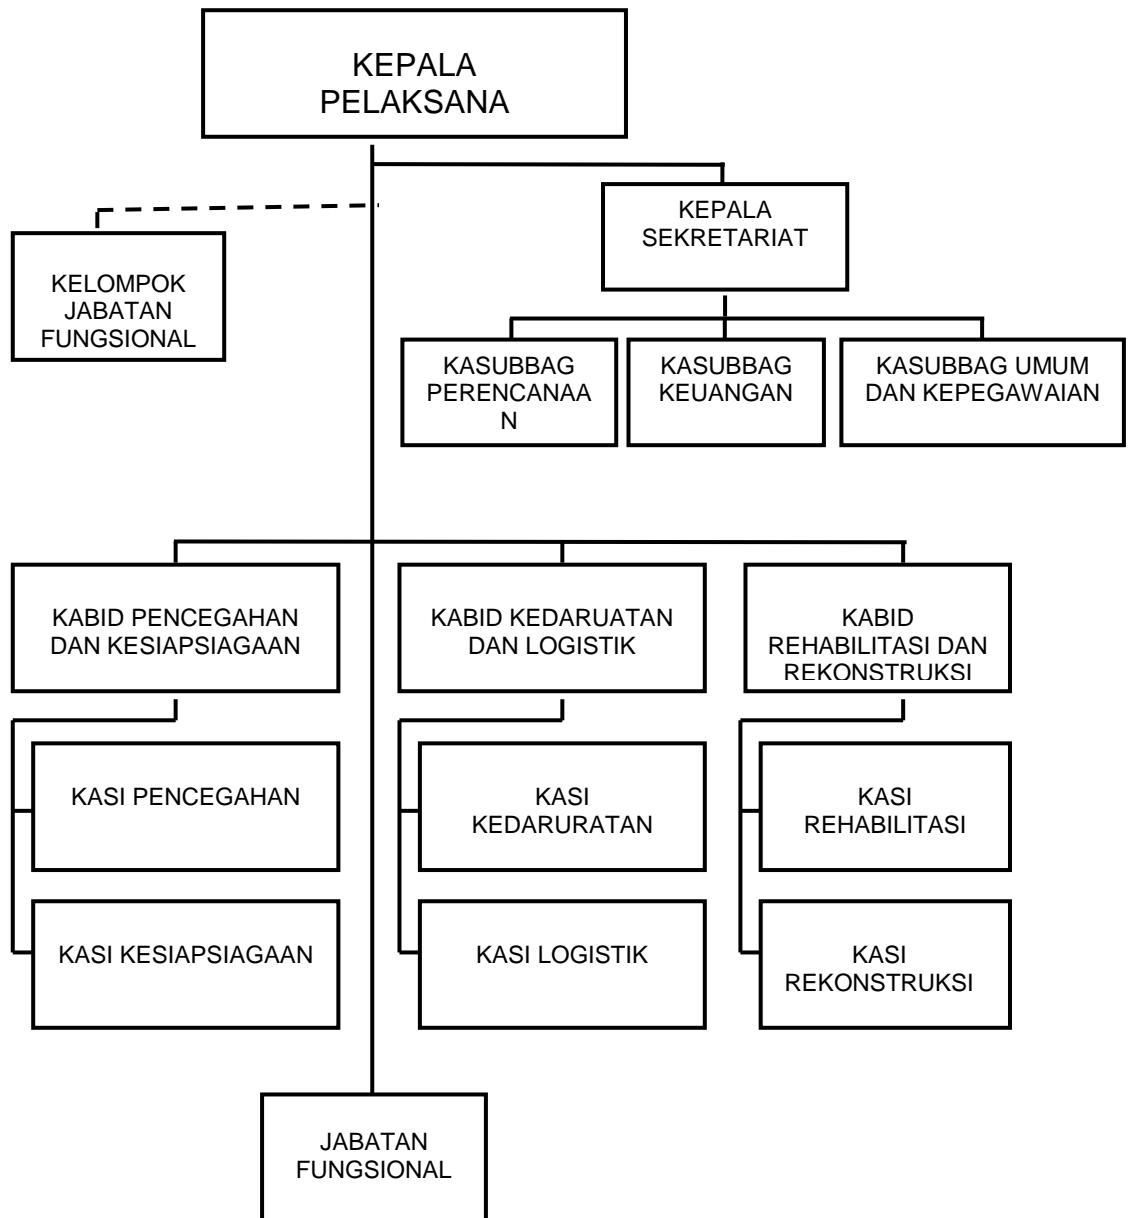 KEPALA
PELAKSANA
KEPALA
SEKRETARIAT
KELOMPOK
JABATAN
FUNGSIONAL
KASUBBAG
PERENCANAA
N
KASUBBAG
KEUANGAN
KASUBBAG UMUM
DAN KEPEGAWAIAN
KABID PENCEGAHAN
DAN KESIAPSIAGAAN
KABID KEDARUATAN
DAN LOGISTIK
KABID
REHABILITASI DAN
REKONSTRUKSI
KASI PENCEGAHAN
KASI
KEDARURATAN
KASI
REHABILITASI
KASI KESIAPSIAGAAN
KASI LOGISTIK
KASI
REKONSTRUKSI
JABATAN
FUNGSIONAL